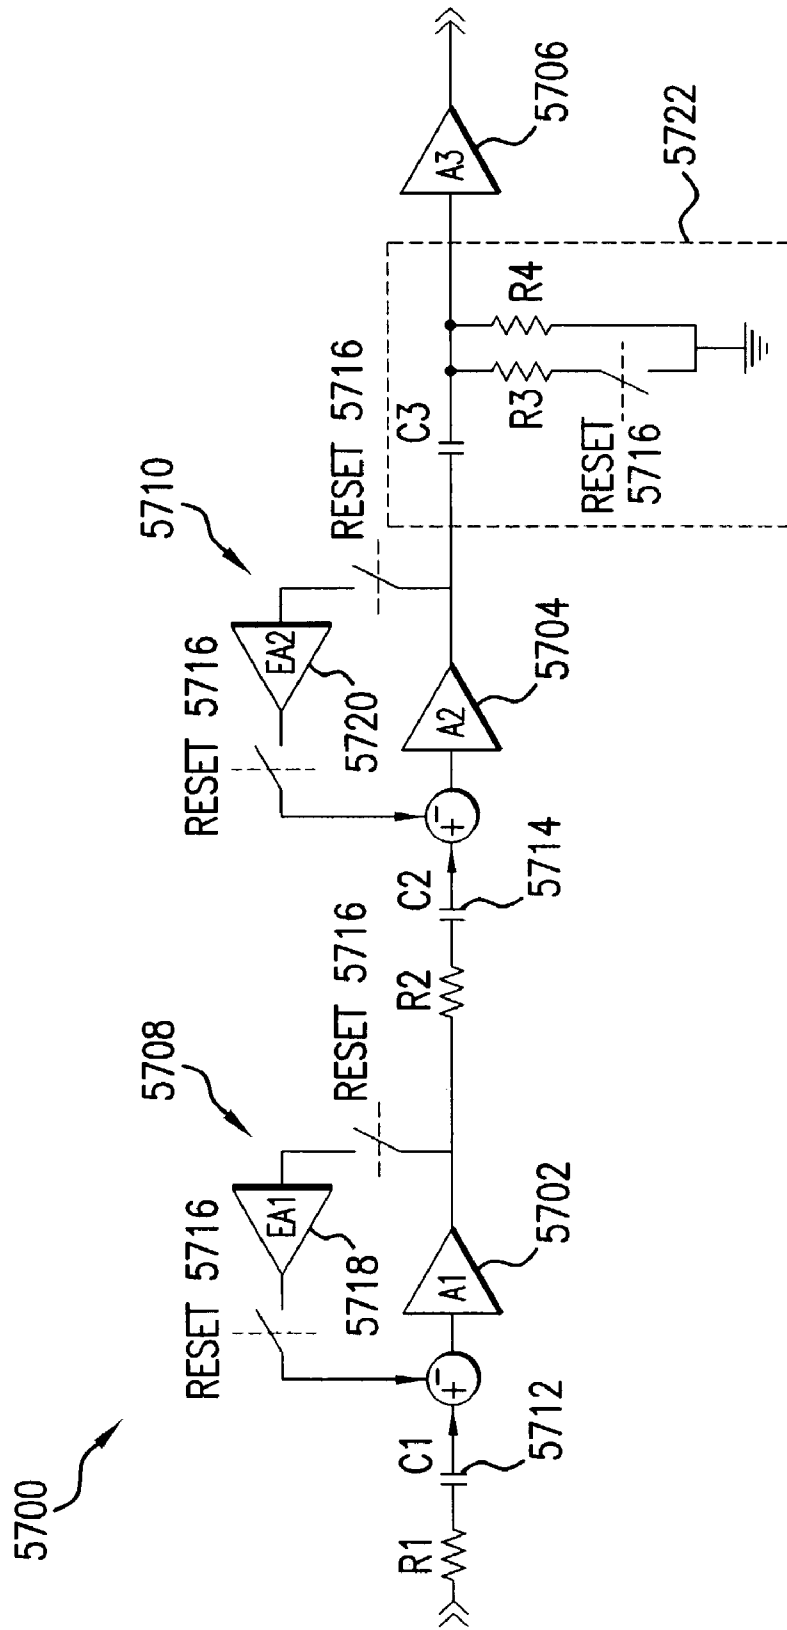 5700
5708
5710
RESET 5716
EA1
5718
RESET 5716
RESET 5716
EA2
5720
RESET 5716
R1
C1
5712
+
-
A1
5702
R2
C2
5714
+
-
A2
5704
C3
R3
R4
RESET
5716
5722
A3
5706